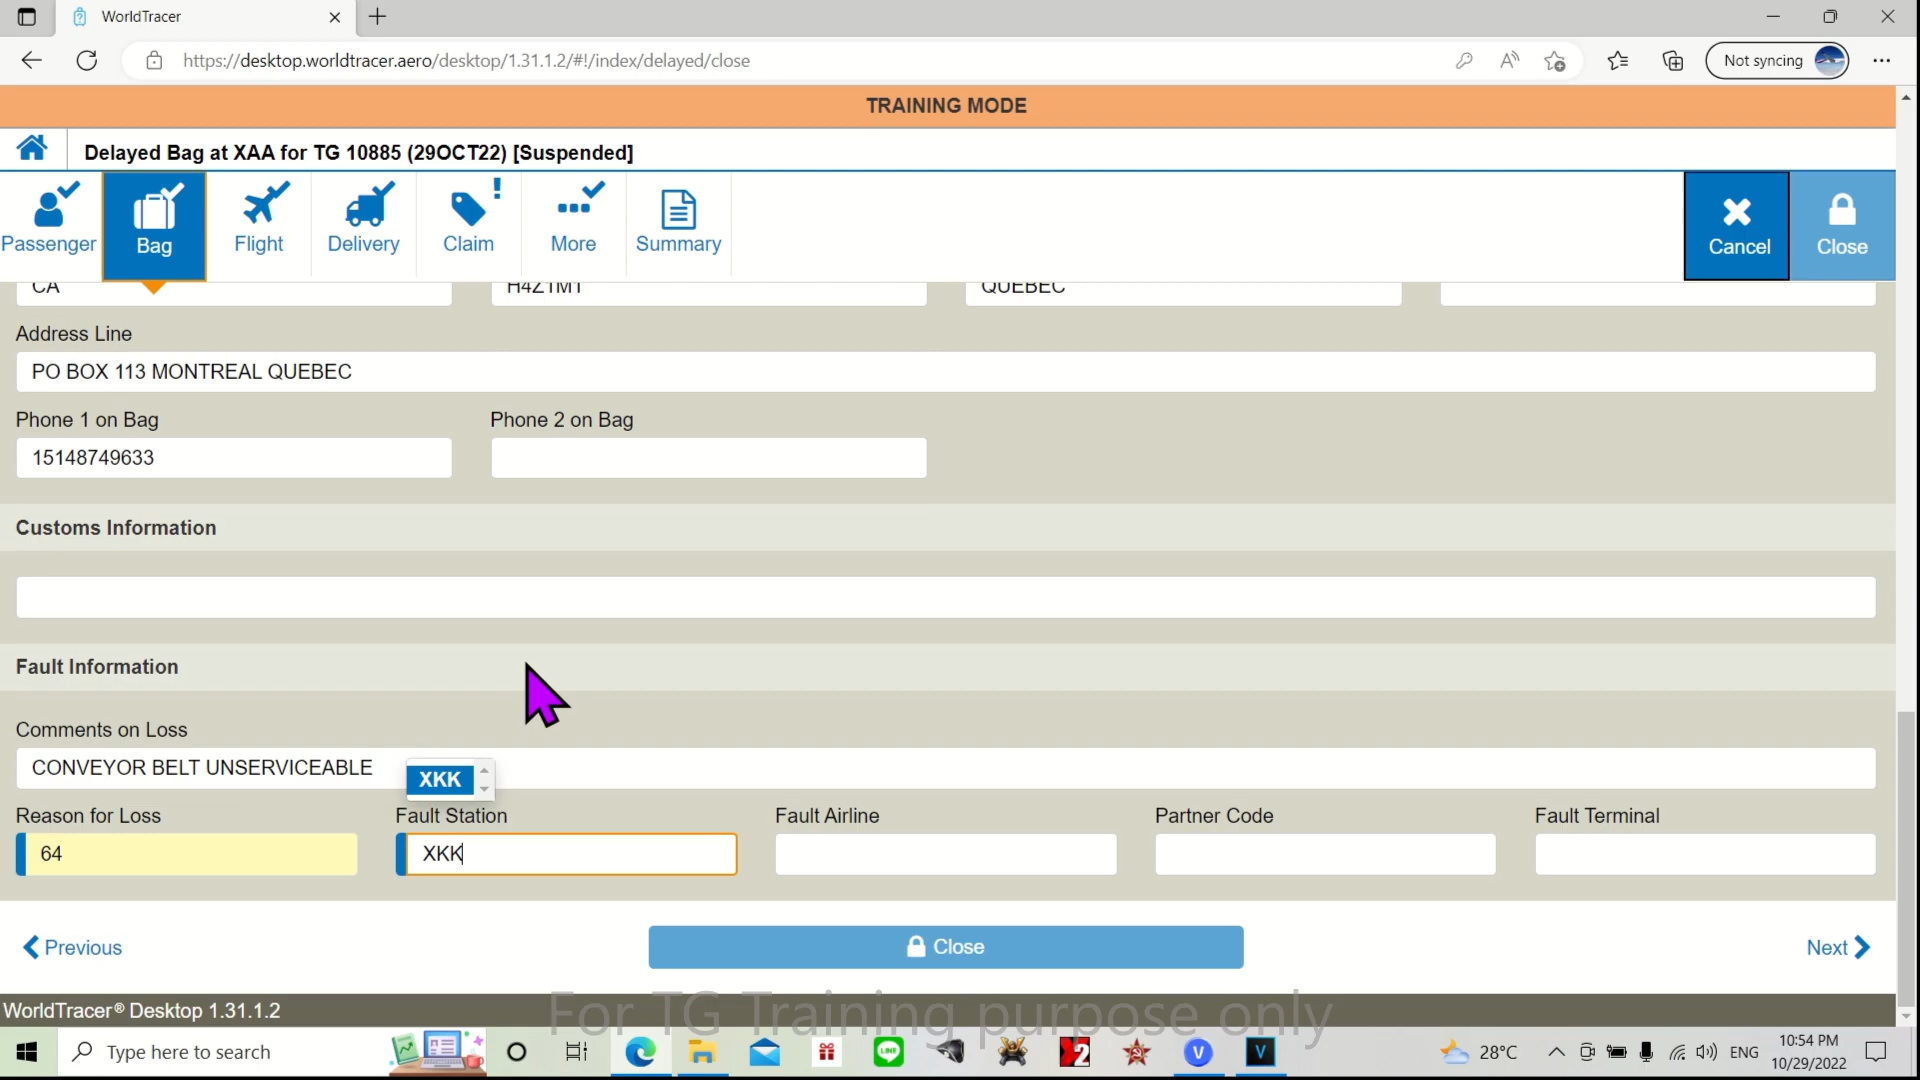 WorldTracer
https://desktop.worldtracer.aero/desktop/1.31.1.2/#!/index/delayed/close
Not syncing
TRAINING MODE
Delayed Bag at XAA for TG 10885 (29OCT22) [Suspended]
Passenger
Bag
Flight
Delivery
Claim
More
Summary
Cancel
Close
CA
H4Z1M1
QUEBEC
Address Line
PO BOX 113 MONTREAL QUEBEC
Phone 1 on Bag
Phone 2 on Bag
15148749633
Customs Information
Fault Information
Comments on Loss
CONVEYOR BELT UNSERVICEABLE
XKK
Reason for Loss
Fault Station
Fault Airline
Partner Code
Fault Terminal
64
XKK
Previous
Close
Next
WorldTracer® Desktop 1.31.1.2
For TG Training purpose only
Type here to search
LINE
28°C
ENG
10:54 PM
10/29/2022